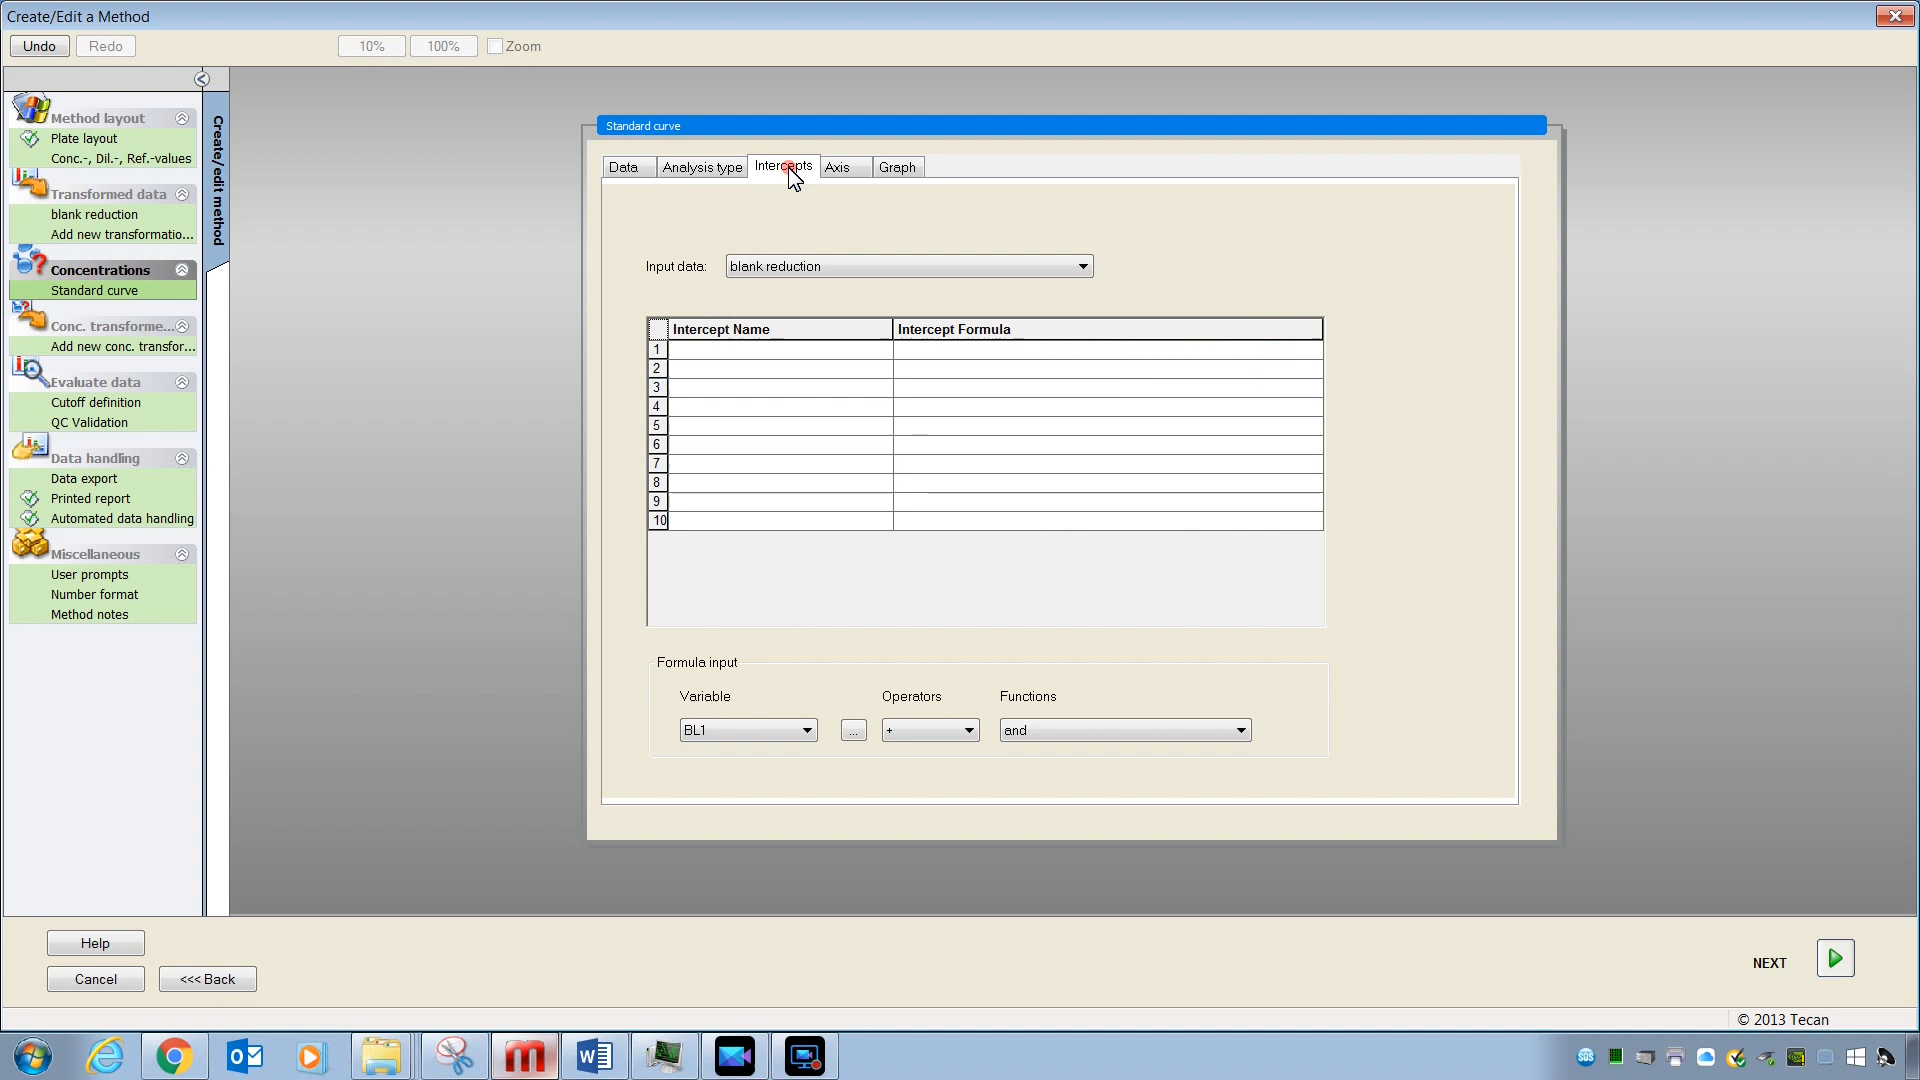 Create/Edit a Method
Undo
Redo
10%
100%
Zoom
Create/edit method
Method layout
Plate layout
Conc.-, Dil.-, Ref.-values
Transformed data
blank reduction
Add new transformatio...
Concentrations
Standard curve
Conc. transforme...
Add new conc. transfor...
Evaluate data
Cutoff definition
QC Validation
Data handling
Data export
Printed report
Automated data handling
Miscellaneous
User prompts
Number format
Method notes
Standard curve
Data
Analysis type
Intercepts
Axis
Graph
Input data:
blank reduction
Intercept Name
Intercept Formula
1
2
3
4
5
6
7
8
9
10
Formula input
Variable
Operators
Functions
BL1
...
+
and
Help
Cancel
<<< Back
NEXT
© 2013 Tecan
SOS